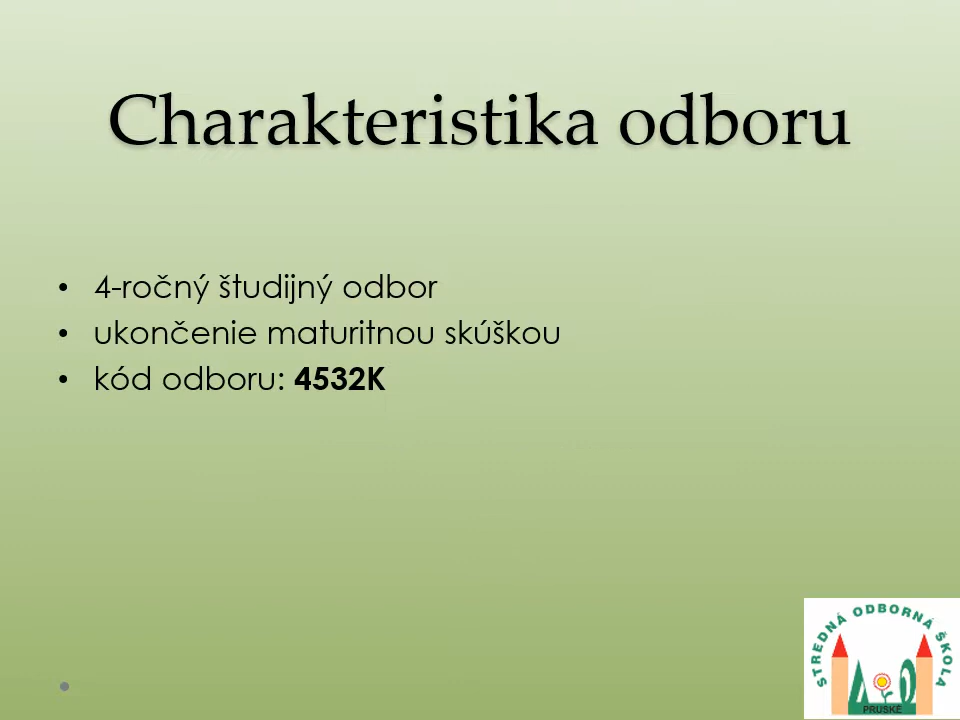 Charakteristika odboru
• 4-ročný študijný odbor
• ukončenie maturitnou skúškou
• kód odboru: 4532K
STREDNÁ ODBORNÁ ŠKOLA
PRUSKÉ